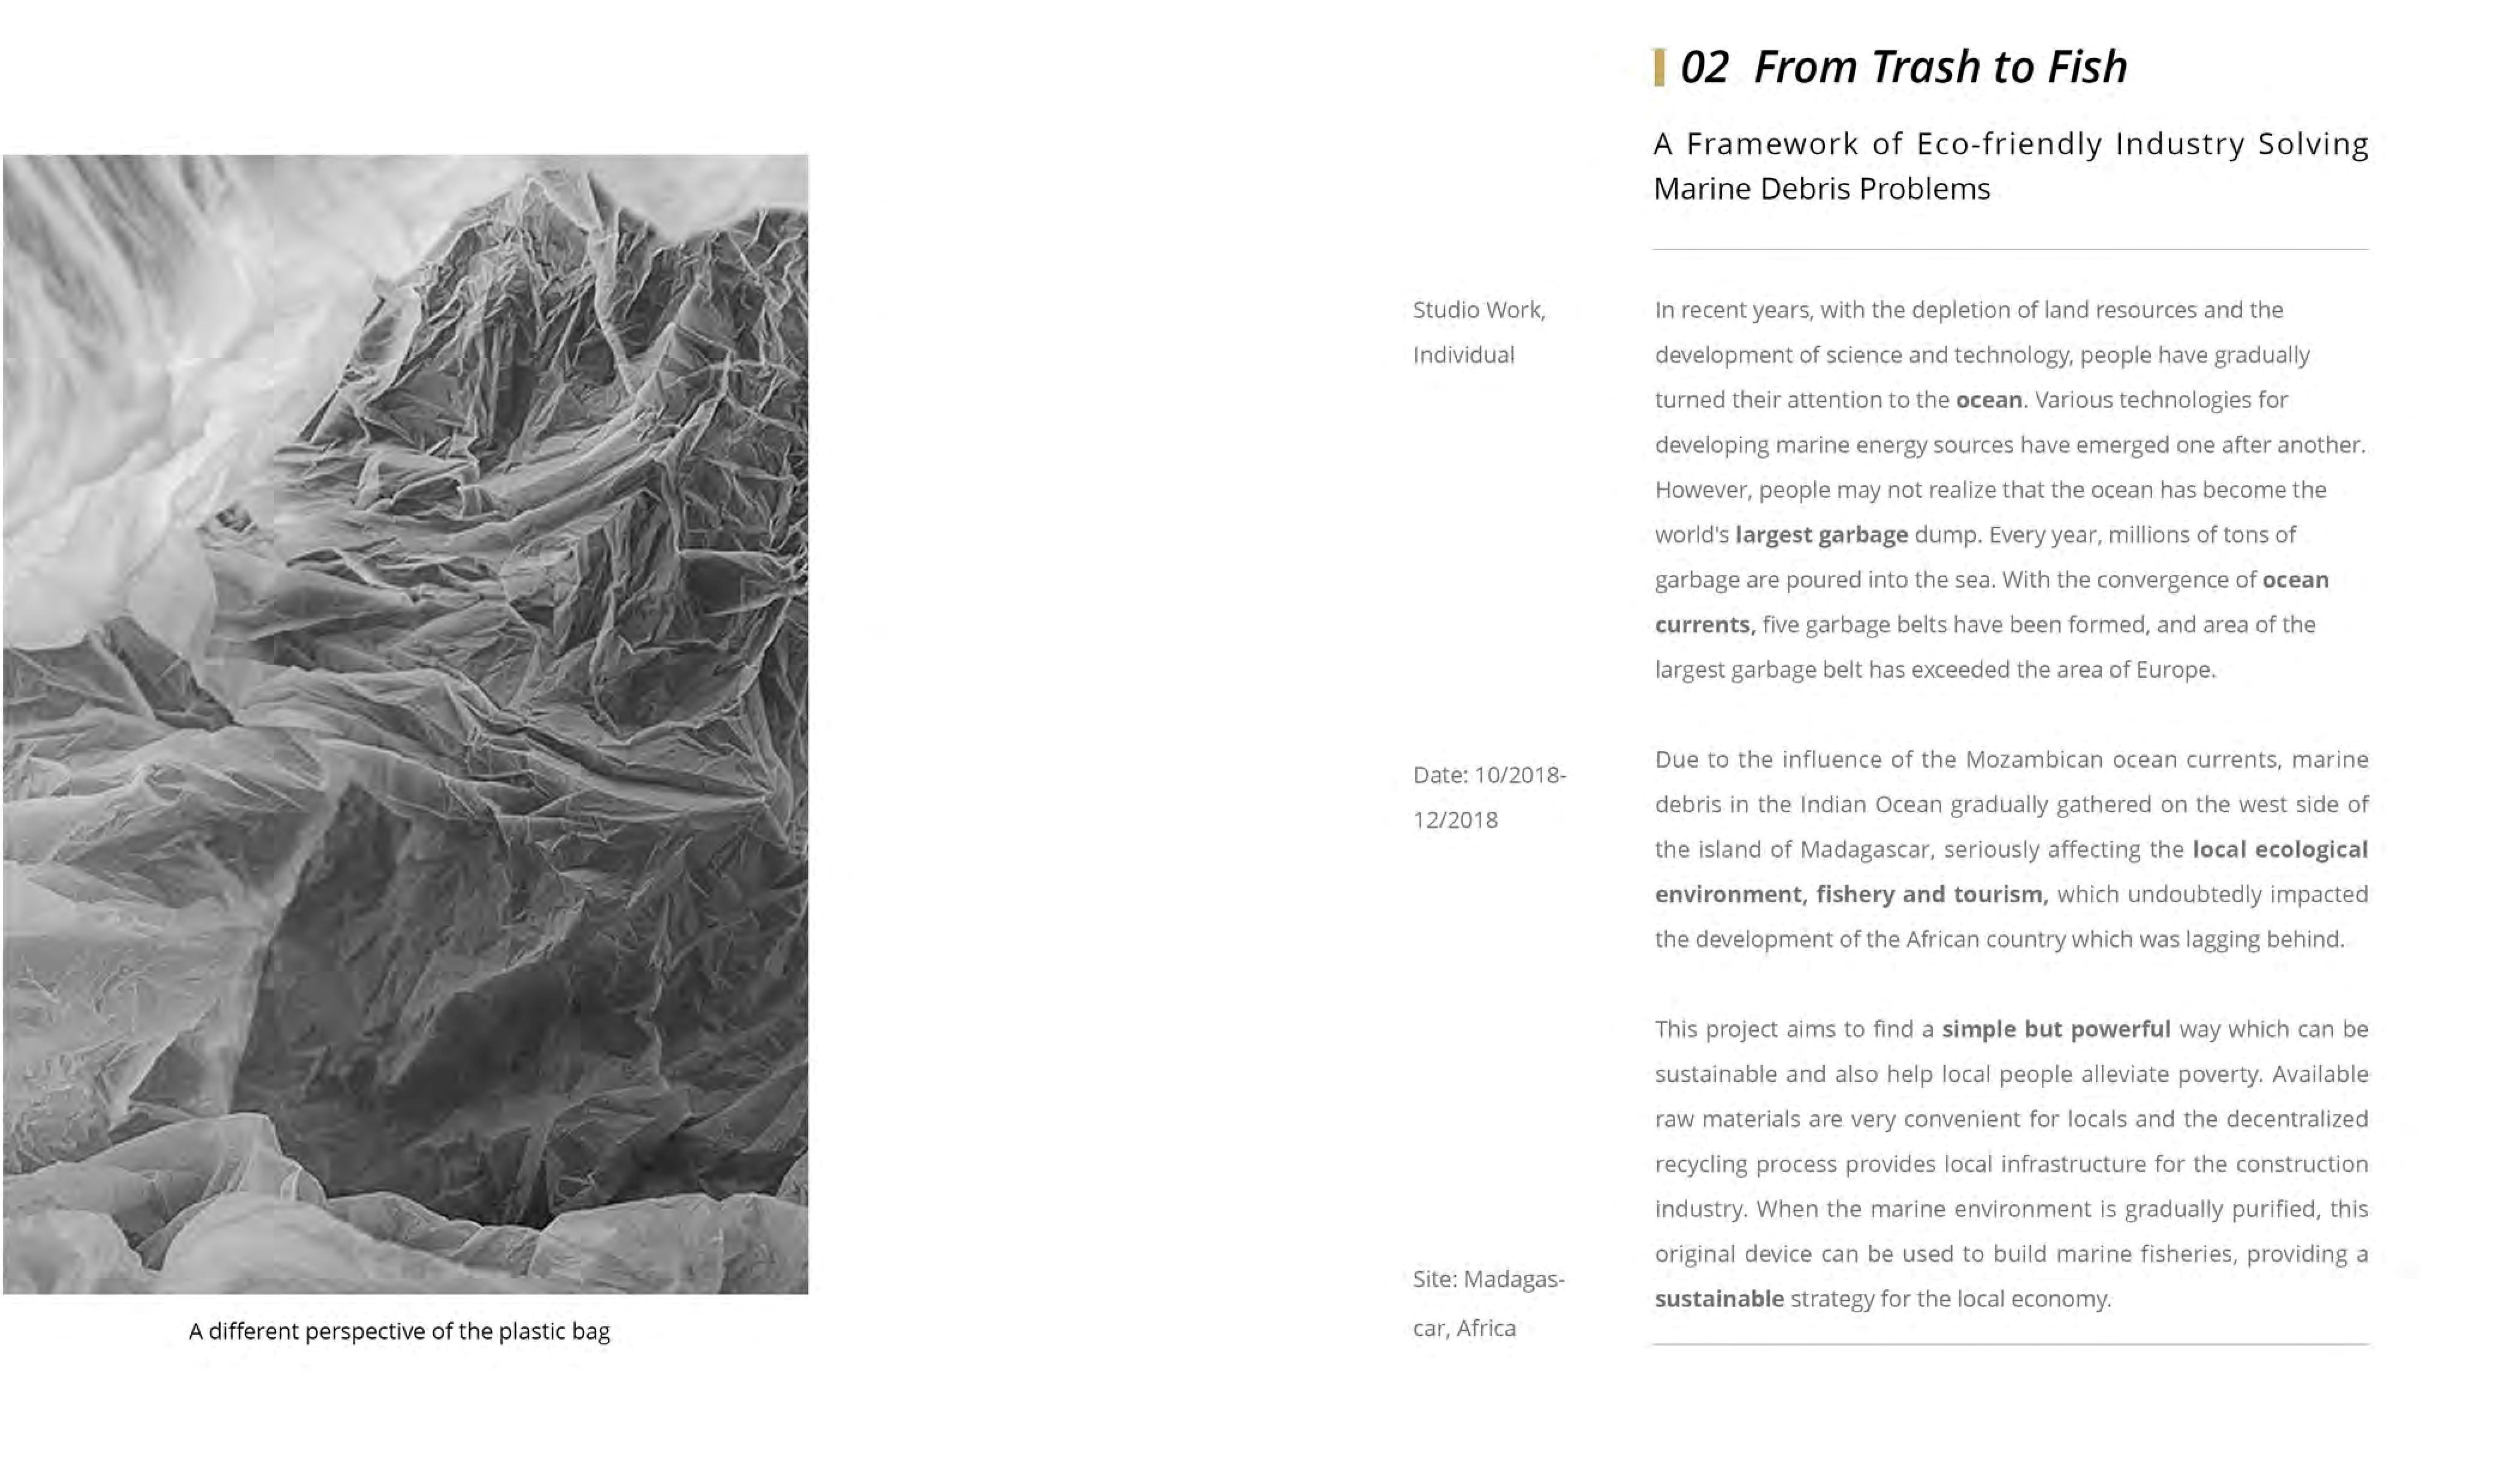 02 From Trash to Fish
A Framework of Eco-friendly Industry Solving
Marine Debris Problems
Studio Work,
Individual
In recent years, with the depletion of land resources and the
development of science and technology, people have gradually
turned their attention to the ocean. Various technologies for
developing marine energy sources have emerged one after another.
However, people may not realize that the ocean has become the
world's largest garbage dump. Every year, millions of tons of
garbage are poured into the sea. With the convergence of ocean
currents, five garbage belts have been formed, and area of the
largest garbage belt has exceeded the area of Europe.
Date: 10/2018-
12/2018
Due to the influence of the Mozambican ocean currents, marine
debris in the Indian Ocean gradually gathered on the west side of
the island of Madagascar, seriously affecting the local ecological
environment, fishery and tourism, which undoubtedly impacted
the development of the African country which was lagging behind.
This project aims to find a simple but powerful way which can be
sustainable and also help local people alleviate poverty. Available
raw materials are very convenient for locals and the decentralized
recycling process provides local infrastructure for the construction
industry. When the marine environment is gradually purified, this
original device can be used to build marine fisheries, providing a
sustainable strategy for the local economy.
Site: Madagas-
car, Africa
A different perspective of the plastic bag